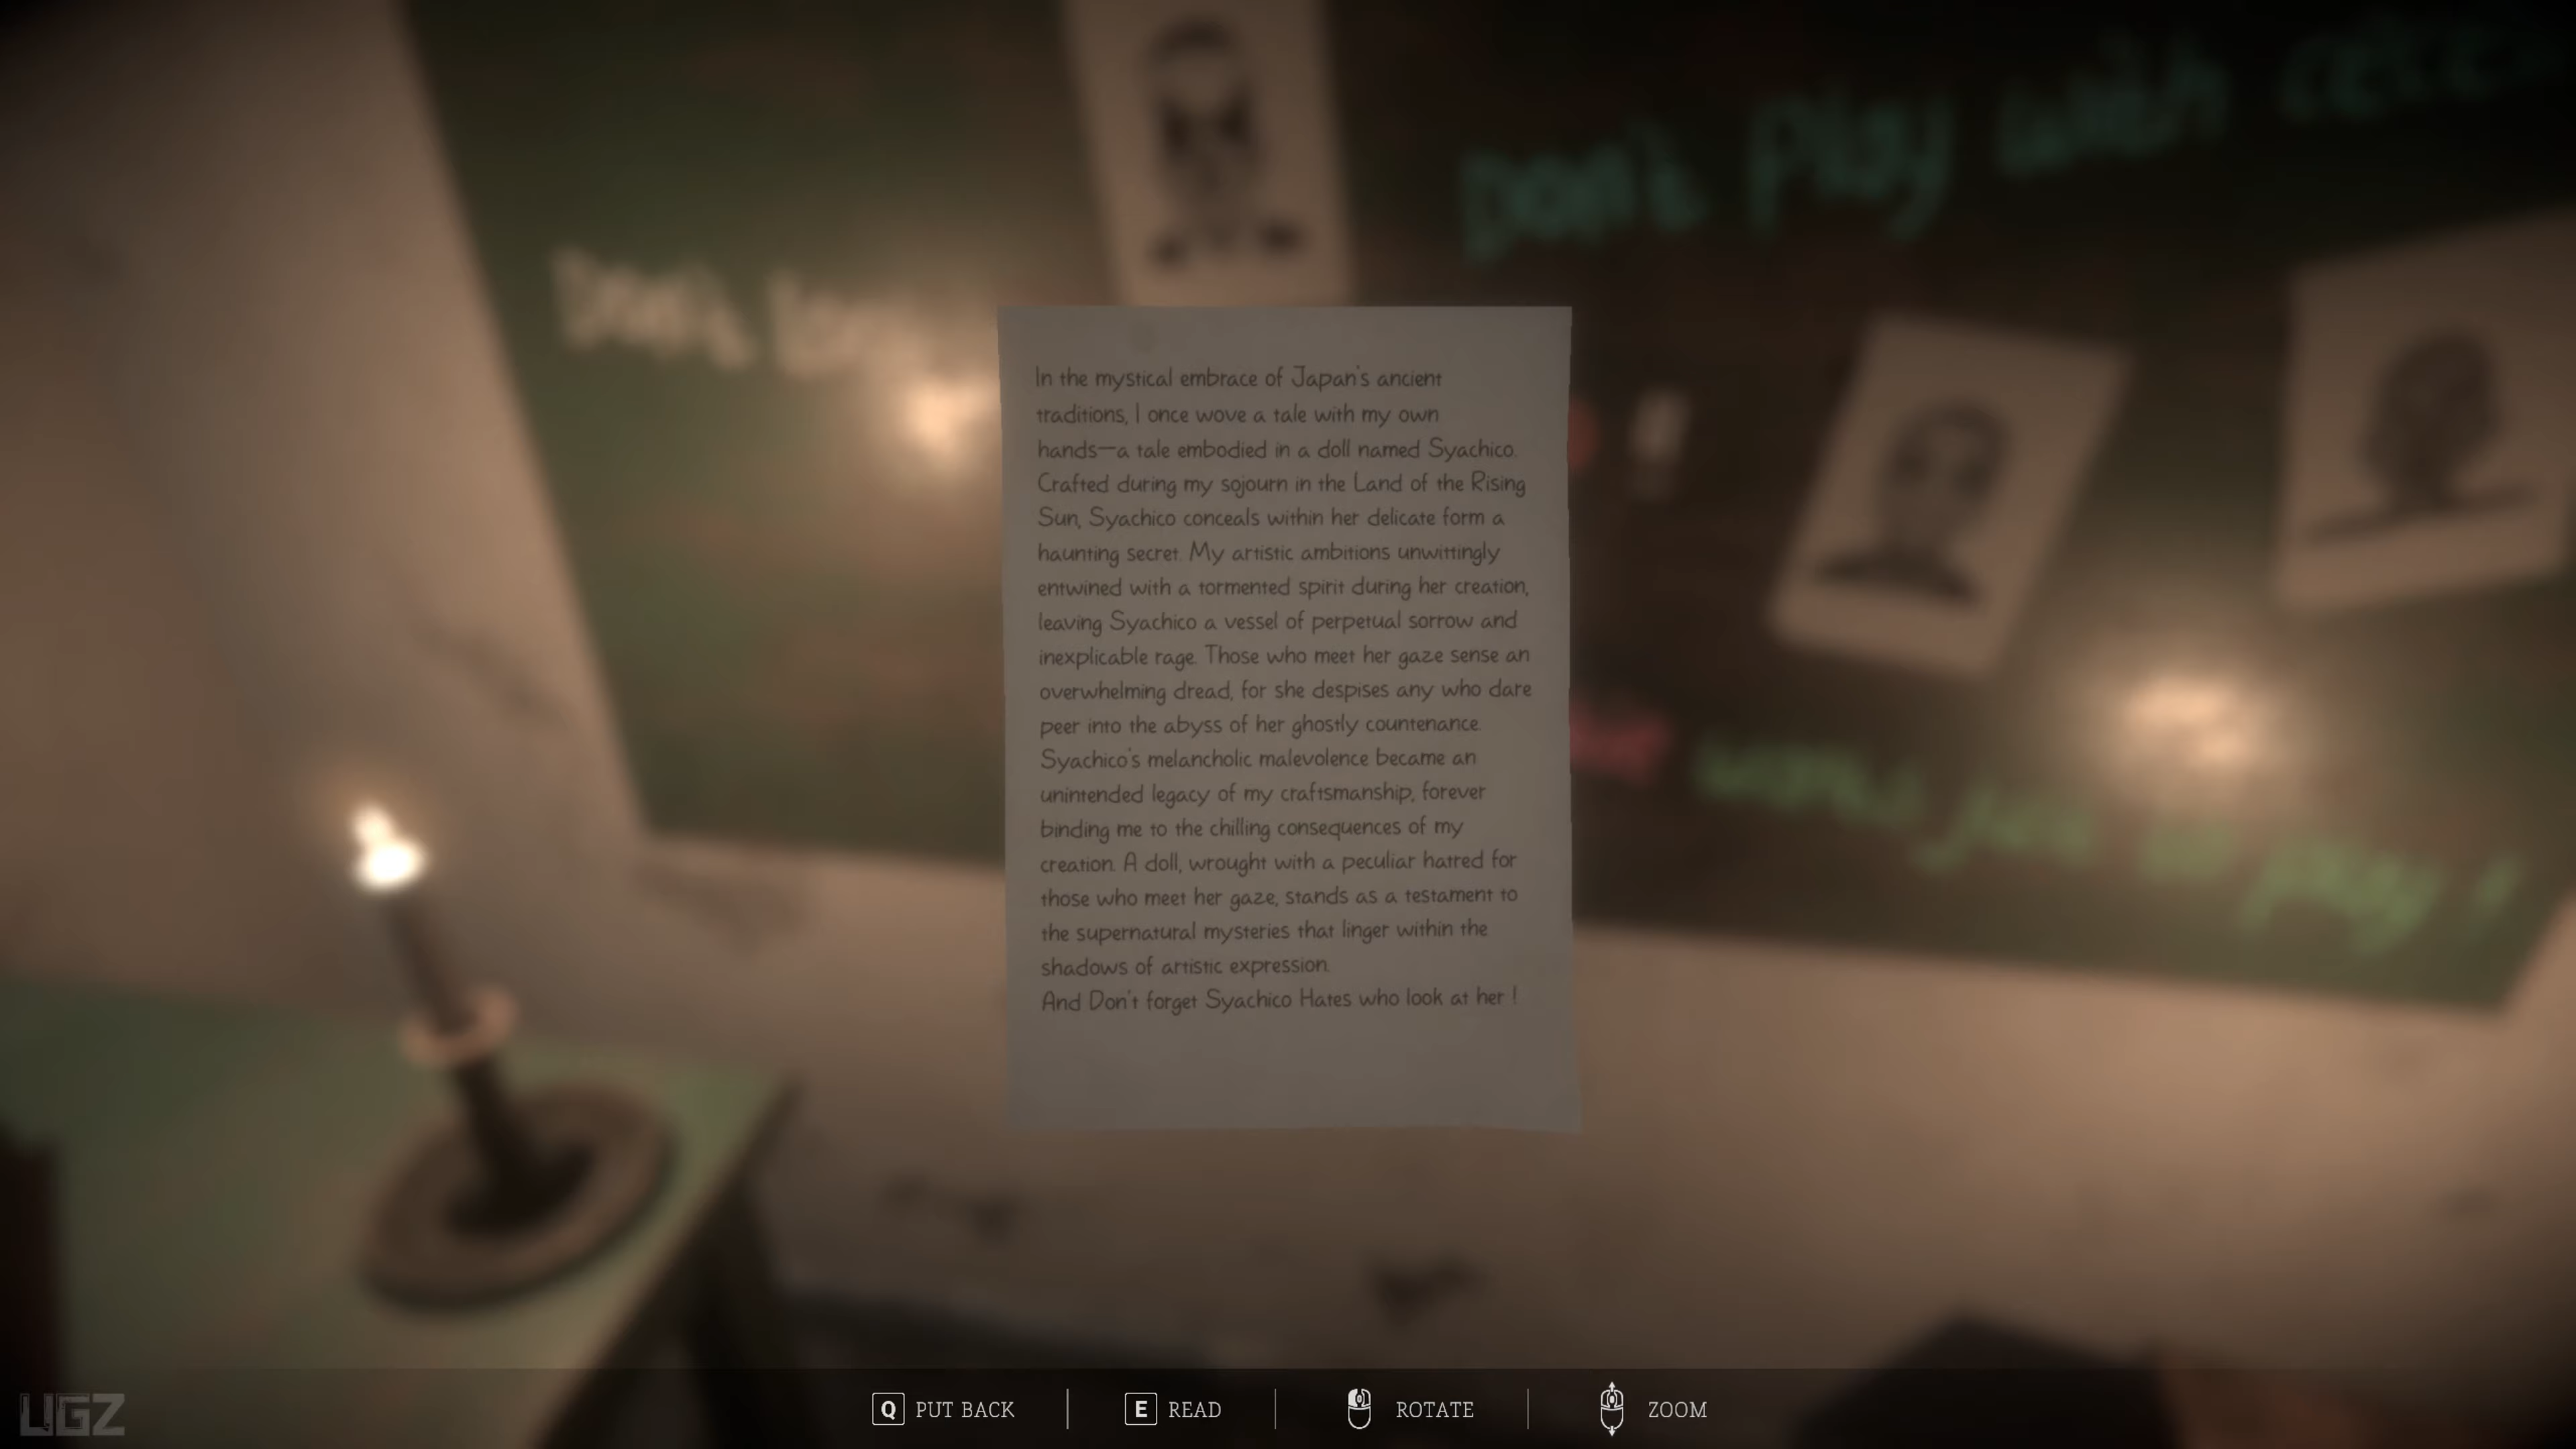 Don't play with
Don't
In the mystical embrace of Japan's ancient
traditions, I once wove a tale with my own
hands—a tale embodied in a doll named Syachico.
Crafted during my sojourn in the Land of the Rising
Sun, Syachico conceals within her delicate form a
haunting secret. My artistic ambitions unwittingly
entwined with a tormented spirit during her creation,
leaving Syachico a vessel of perpetual sorrow and
inexplicable rage. Those who meet her gaze sense an
overwhelming dread, for she despises any who dare
peer into the abyss of her ghostly countenance.
Syachico's melancholic malevolence became an
unintended legacy of my craftsmanship, forever
binding me to the chilling consequences of my
creation. A doll, wrought with a peculiar hatred for
those who meet her gaze, stands as a testament to
the supernatural mysteries that linger within the
shadows of artistic expression.
And Don't forget Syachico Hates who look at her !
play !
UGZ
Q PUT BACK
E READ
ROTATE
ZOOM